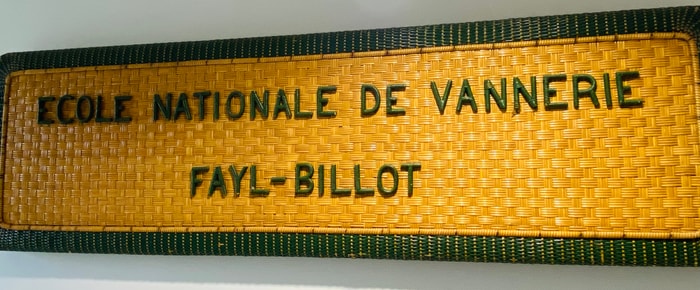 ECOLE NATIONALE DE VANNERIE
FAYL-BILLOT